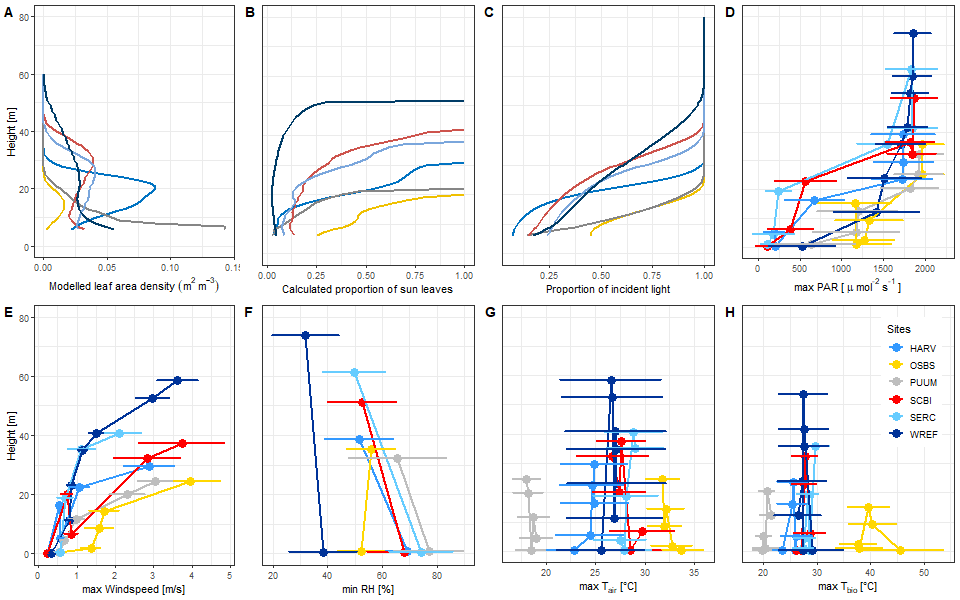 A
B
C
D
80
60
40
20
0
Height [m]
0.00
0.05
0.10
0.15
Modelled leaf area density (m² m⁻³)
0.00
0.25
0.50
0.75
1.00
Calculated proportion of sun leaves
0.25
0.50
0.75
1.00
Proportion of incident light
0
500
1000
1500
2000
max PAR [ μ mol⁻² s⁻¹ ]
E
F
G
H
80
60
40
20
0
Height [m]
0
1
2
3
4
5
max Windspeed [m/s]
20
40
60
80
min RH [%]
20
25
30
35
max Tair [°C]
20
30
40
50
max Tbio [°C]
Sites
HARV
OSBS
PUUM
SCBI
SERC
WREF